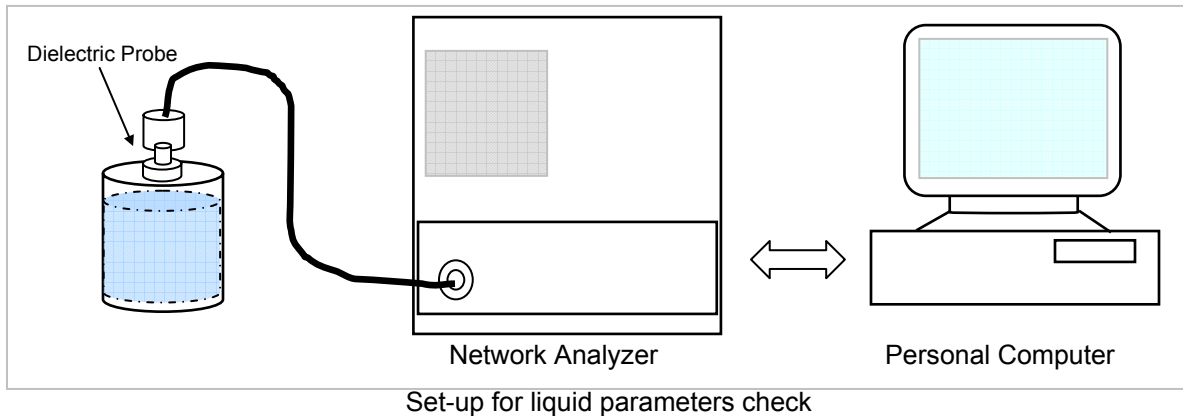 Dielectric Probe
Network Analyzer
Personal Computer
Set-up for liquid parameters check